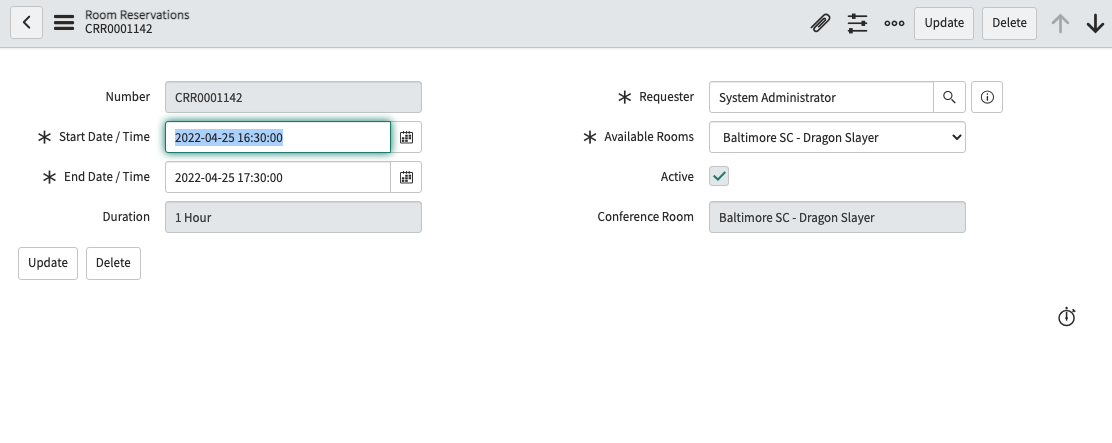 Room Reservations
CRR0001142
Update
Delete
Number
CRR0001142
Requester
System Administrator
Start Date / Time
2022-04-25 16:30:00
Available Rooms
Baltimore SC - Dragon Slayer
End Date / Time
2022-04-25 17:30:00
Active
Duration
1 Hour
Conference Room
Baltimore SC - Dragon Slayer
Update
Delete